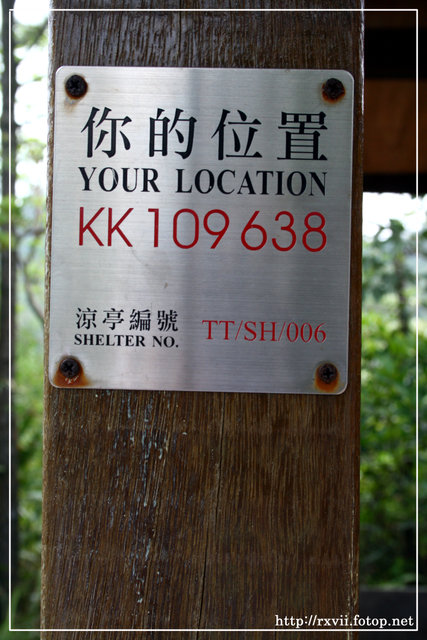 你的位置
YOUR LOCATION
KK 109 638
涼亭編號
SHELTER NO.
TT/SH/006
http://rxvii.fotop.net